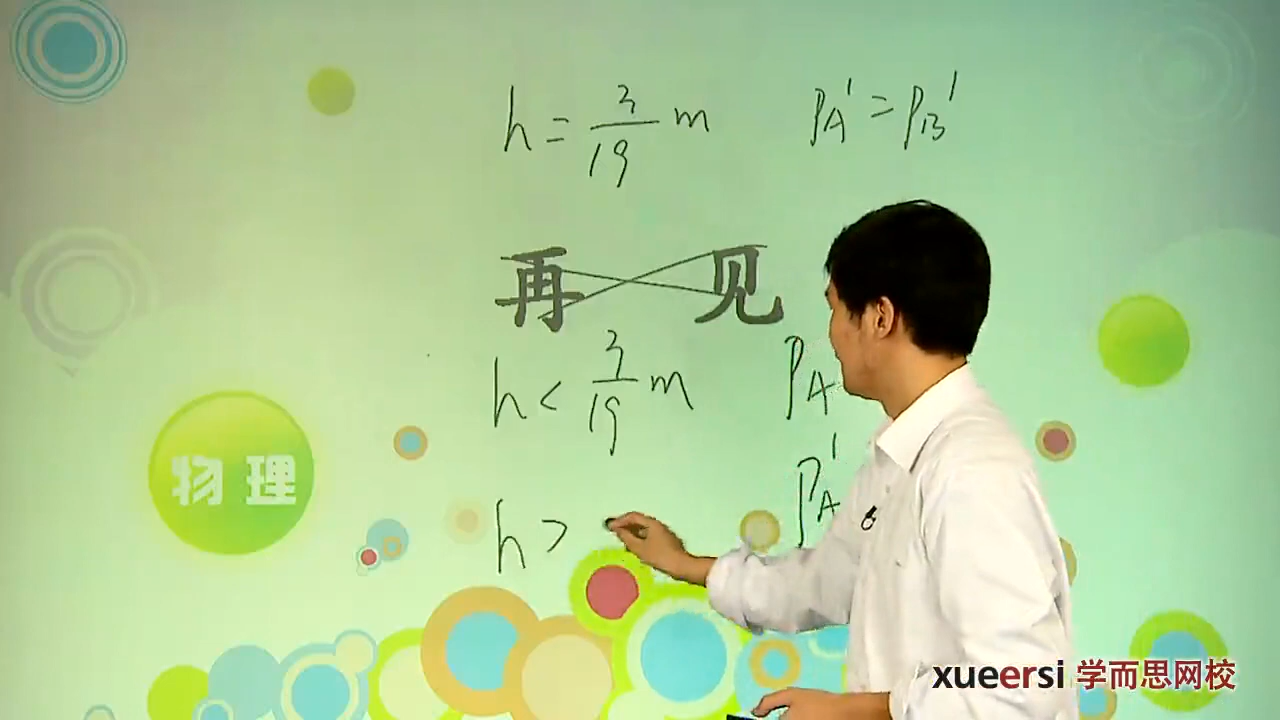 h = 3/19 m PA' = PB'
再见
h < 3/19 m PA
物理 PA'
h >
xueersi 学而思网校